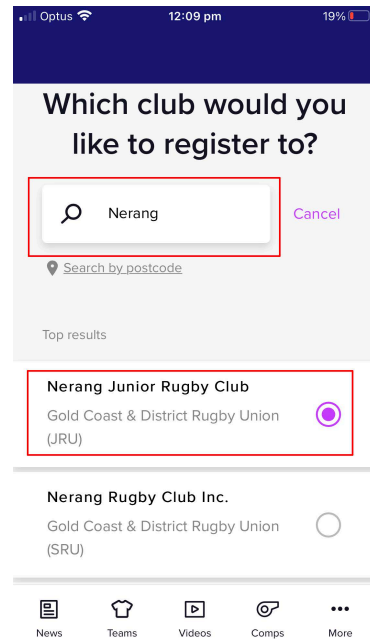 Optus 12:09 pm 19%
Which club would you
like to register to?
Nerang Cancel
Search by postcode
Top results
Nerang Junior Rugby Club
Gold Coast & District Rugby Union
(JRU)
Nerang Rugby Club Inc.
Gold Coast & District Rugby Union
(SRU)
News Teams Videos Comps More